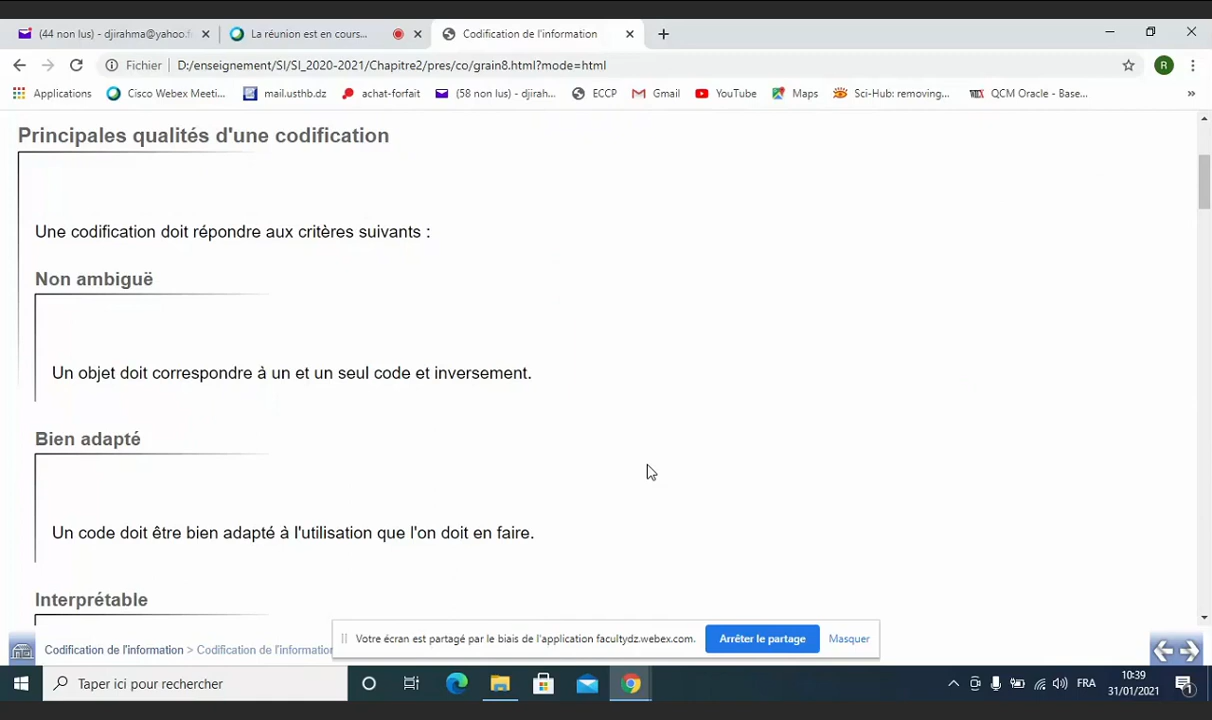 (44 non lus) - djirahma@yahoo.f
La réunion est en cours...
Codification de l'information
Fichier
D:/enseignement/SI/SI_2020-2021/Chapitre2/pres/co/grain8.html?mode=html
R
Applications
Cisco Webex Meeti...
mail.usthb.dz
achat-forfait
(58 non lus) - djirah...
ECCP
Gmail
YouTube
Maps
Sci-Hub: removing...
QCM Oracle - Base...
»
Principales qualités d'une codification
Une codification doit répondre aux critères suivants :
Non ambiguë
Un objet doit correspondre à un et un seul code et inversement.
Bien adapté
Un code doit être bien adapté à l'utilisation que l'on doit en faire.
Interprétable
Votre écran est partagé par le biais de l'application facultydz.webex.com.
Arrêter le partage
Masquer
Codification de l'information > Codification de l'information
Taper ici pour rechercher
FRA
10:39
31/01/2021
1